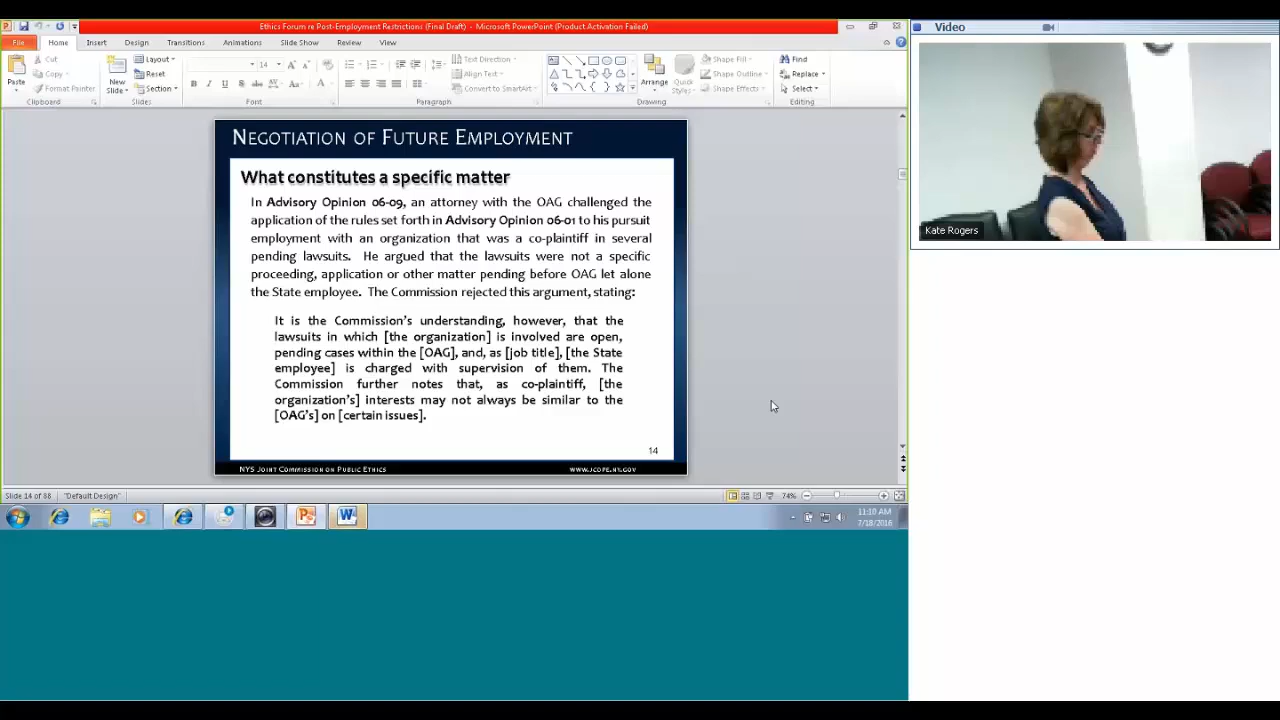 Ethics Forum re Post-Employment Restrictions (Final Draft) - Microsoft PowerPoint (Product Activation Failed)
Video
File Home Insert Design Transitions Animations Slide Show Review View
Paste
Cut
Copy
Format Painter
Clipboard
New
Slide
Layout
Reset
Section
Slides
14
Font
Text Direction
Align Text
Convert to SmartArt
Paragraph
Arrange
Quick
Styles
Shape Fill
Shape Outline
Shape Effects
Drawing
Find
Replace
Select
Editing
NEGOTIATION OF FUTURE EMPLOYMENT
What constitutes a specific matter
In Advisory Opinion 06-09, an attorney with the OAG challenged the
application of the rules set forth in Advisory Opinion 06-01 to his pursuit
employment with an organization that was a co-plaintiff in several
pending lawsuits. He argued that the lawsuits were not a specific
proceeding, application or other matter pending before OAG let alone
the State employee. The Commission rejected this argument, stating:
It is the Commission's understanding, however, that the
lawsuits in which [the organization] is involved are open,
pending cases within the [OAG], and, as [job title], [the State
employee] is charged with supervision of them. The
Commission further notes that, as co-plaintiff, [the
organization's] interests may not always be similar to the
[OAG's] on [certain issues].
14
NYS JOINT COMMISSION ON PUBLIC ETHICS
WWW.JCOPE.NY.GOV
Kate Rogers
Slide 14 of 88 "Default Design"
74%
11:10 AM
7/18/2016